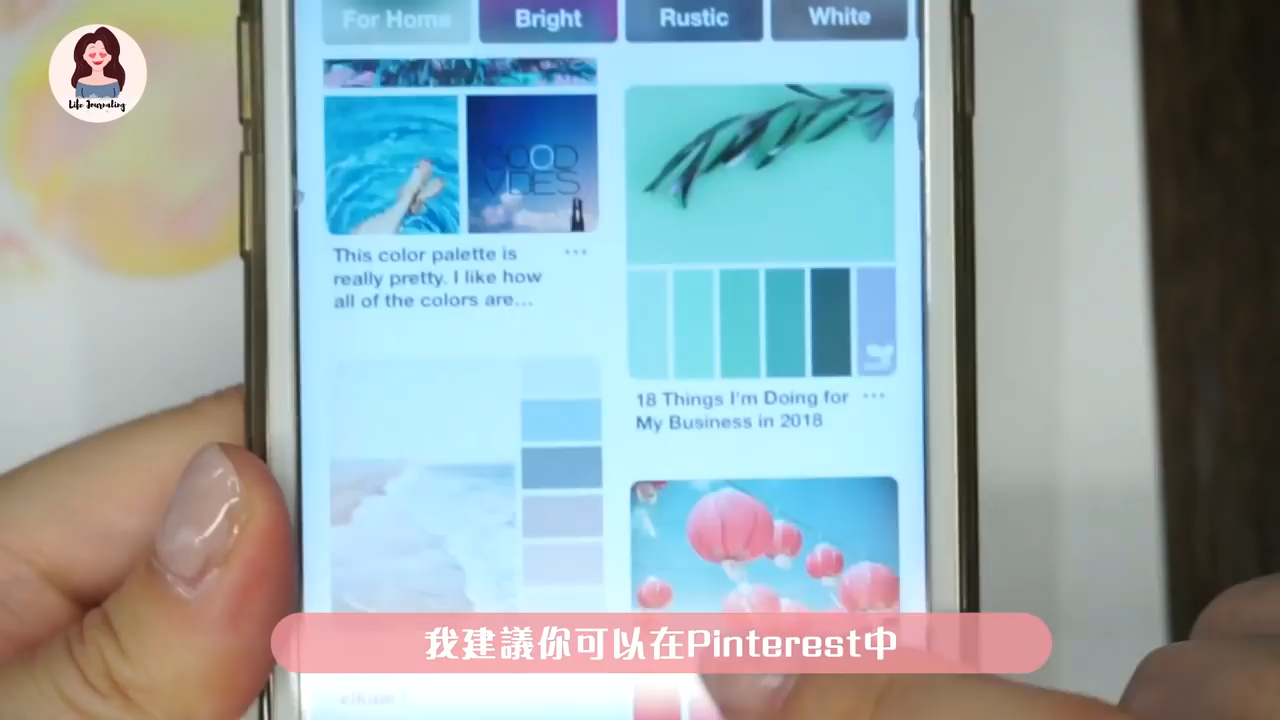 For Home
Bright
Rustic
White
Life Journaling
GOOD
VIBES
This color palette is
really pretty. I like how
all of the colors are...
18 Things I'm Doing for
My Business in 2018
我建議你可以在Pinterest中